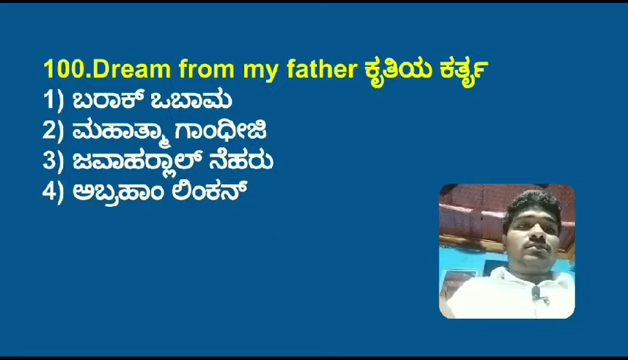 100.Dream from my father ಕೃತಿಯ ಕರ್ತೃ
1) ಬರಾಕ್ ಒಬಾಮ
2) ಮಹಾತ್ಮಾ ಗಾಂಧೀಜಿ
3) ಜವಾಹರ್‍ಲಾಲ್ ನೆಹರು
4) ಅಬ್ರಹಾಂ ಲಿಂಕನ್